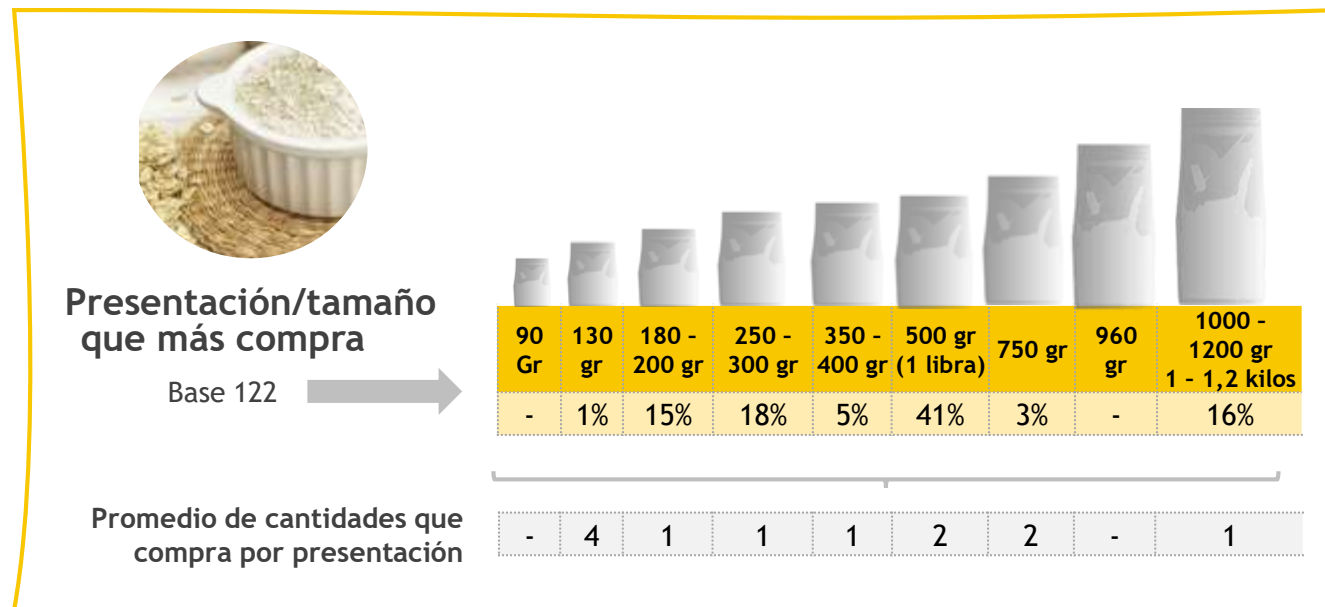 Presentación/tamaño
que más compra
Base 122
90 Gr
130 gr
180 – 200 gr
250 – 300 gr
350 – 400 gr
500 gr (1 libra)
750 gr
960 gr
1000 – 1200 gr 1 – 1,2 kilos
- 1% 15% 18% 5% 41% 3% - 16%
Promedio de cantidades que
compra por presentación
- 4 1 1 1 2 2 - 1